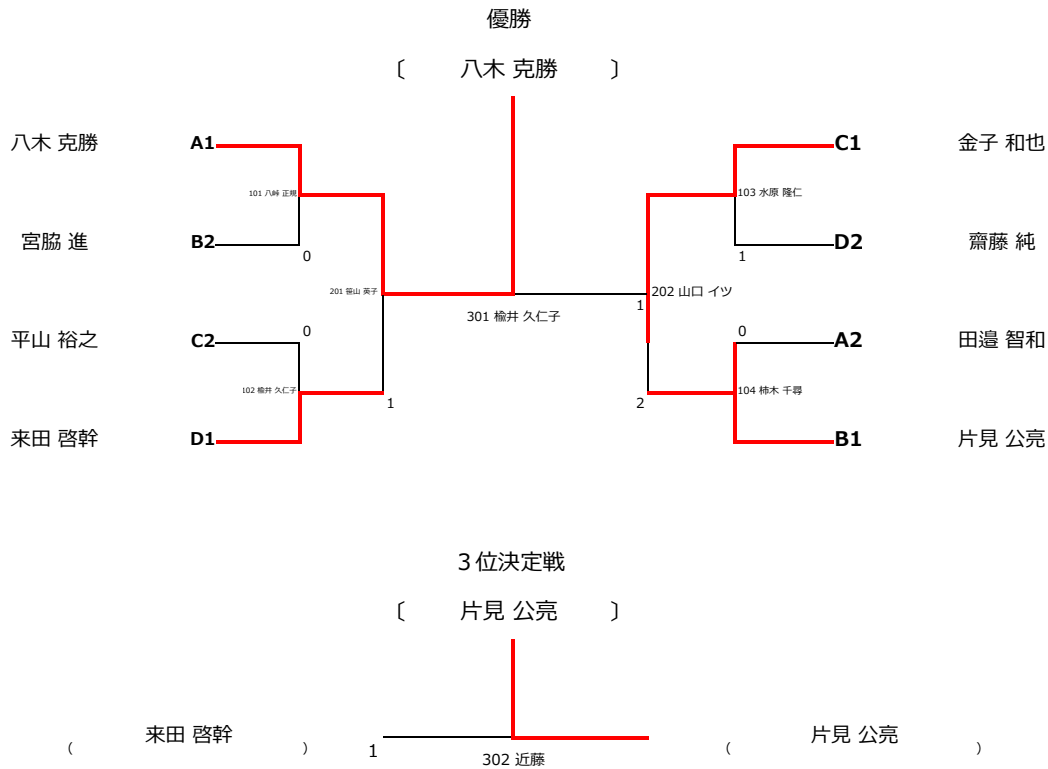 優勝
〔 八木 克勝 〕
八木 克勝 A1
C1 金子 和也
101 八峠 正規
103 水原 隆仁
宮脇 進 B2
0
D2 齋藤 純
1
201 笹山 英子
202 山口 イツ
1
301 楡井 久仁子
平山 裕之 C2
0
0
A2 田邉 智和
102 楡井 久仁子
104 柿木 千尋
1
2
来田 啓幹 D1
B1 片見 公亮
３位決定戦
〔 片見 公亮 〕
（ 来田 啓幹 ）
1
302 近藤
（ 片見 公亮 ）